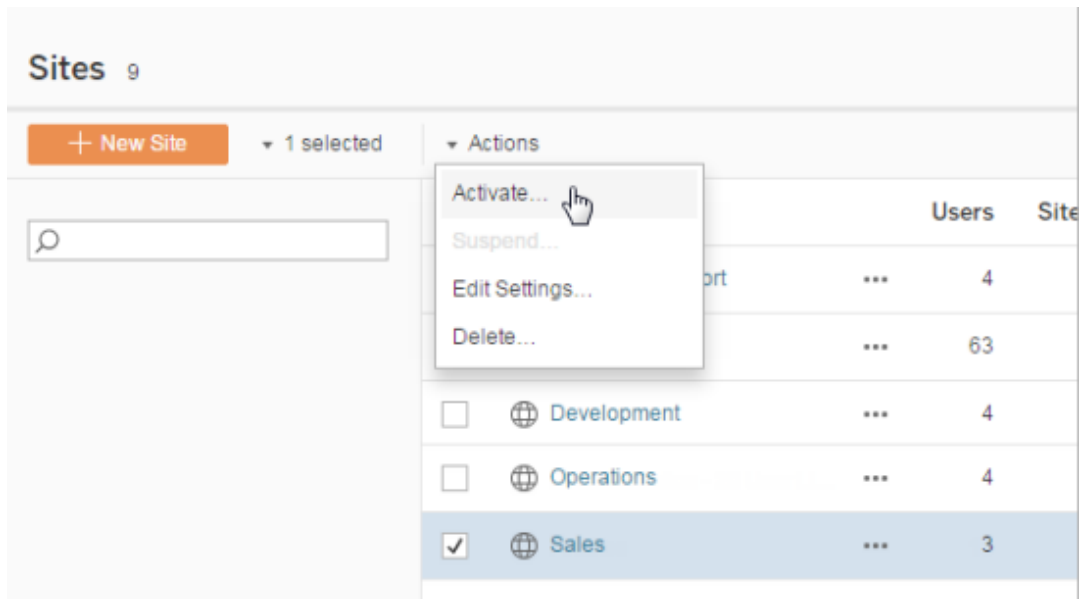 Sites 9
+ New Site
1 selected
Actions
Activate...
Users
Site
Suspend...
Edit Settings...
ort
4
Delete...
63
Development
4
Operations
4
Sales
3